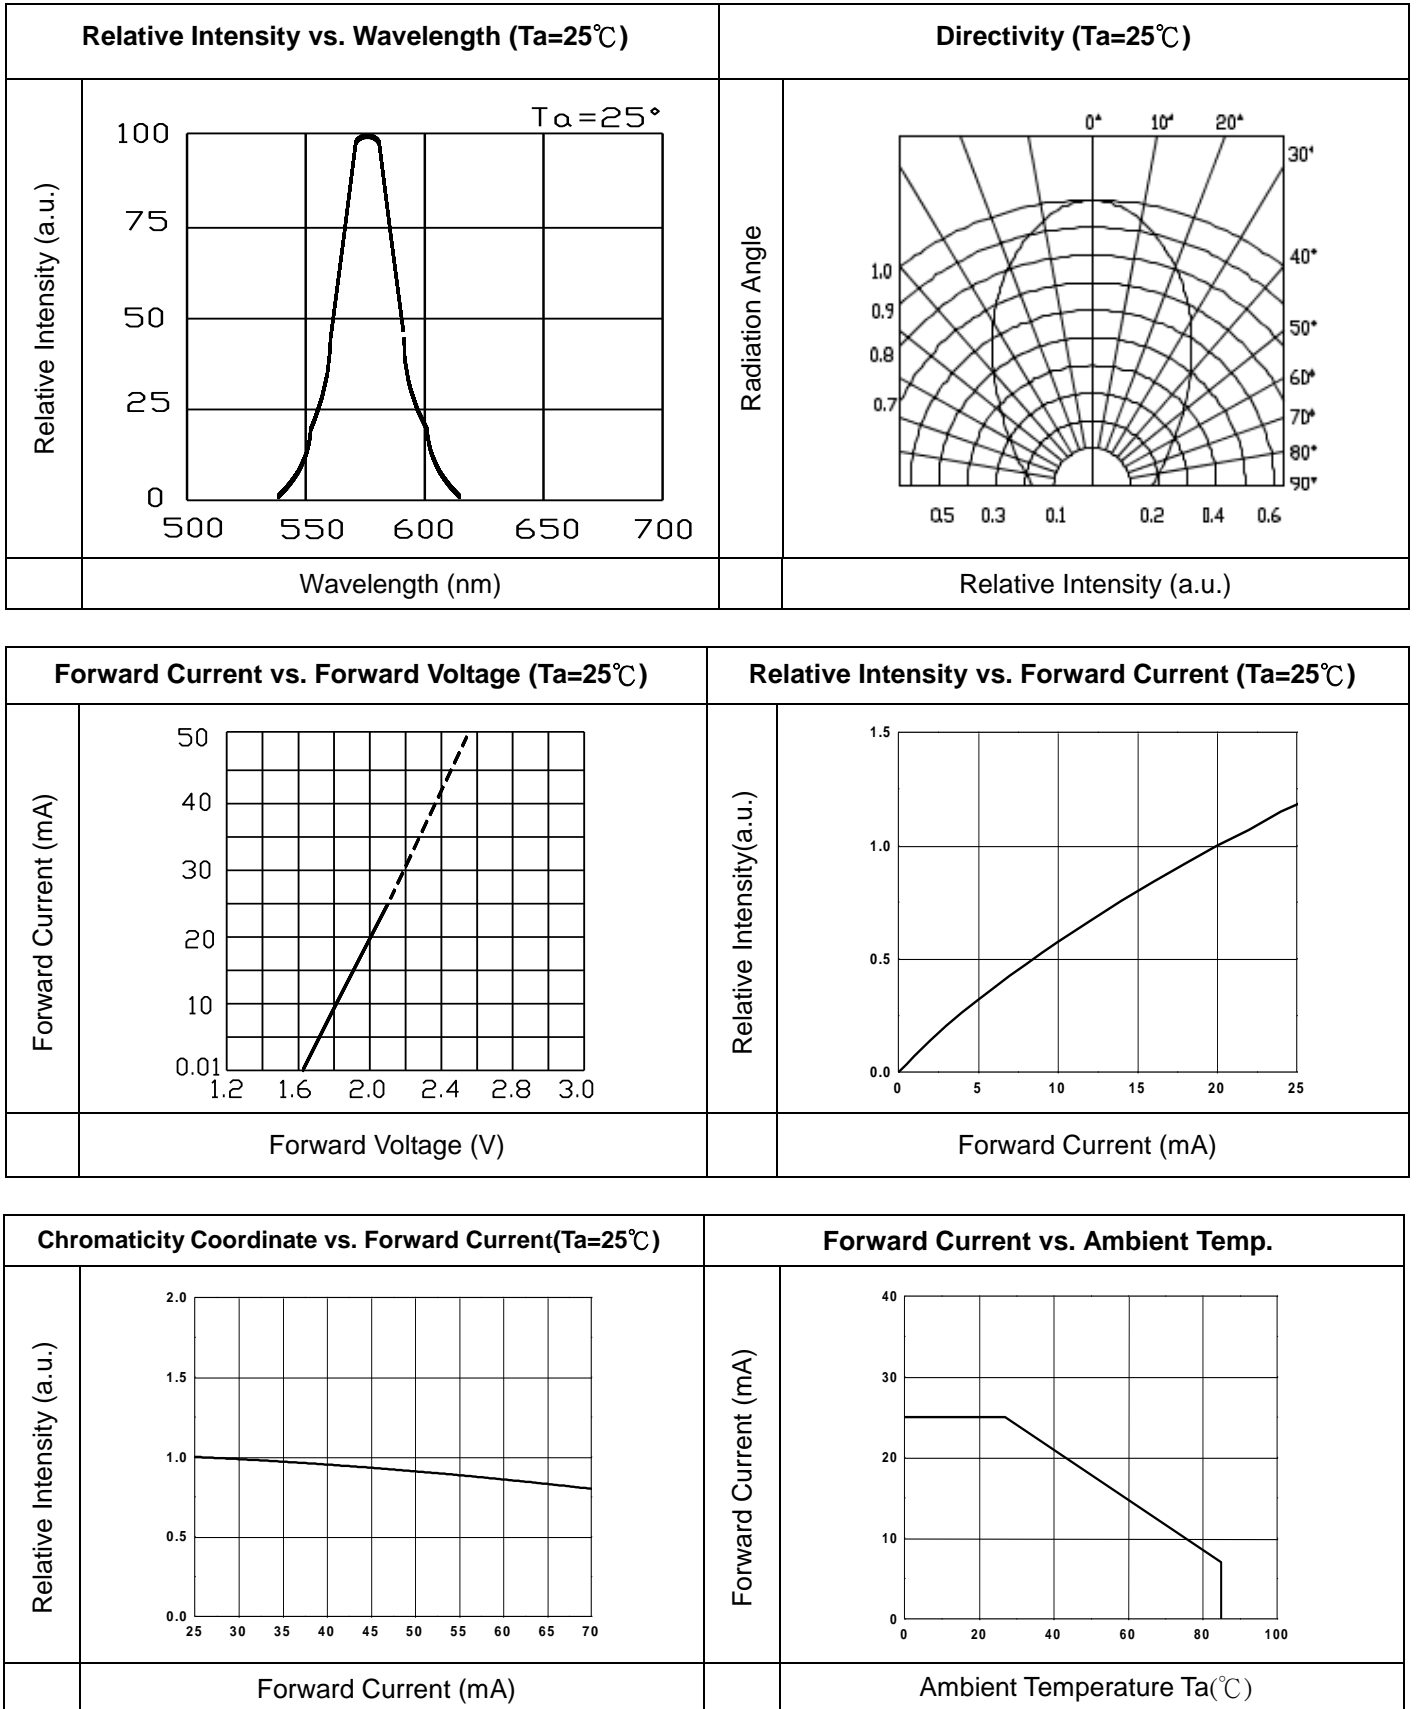 Relative Intensity vs. Wavelength (Ta=25℃)
Directivity (Ta=25℃)
Relative Intensity (a.u.)
Ta=25°
100
75
50
25
0
500 550 600 650 700
Wavelength (nm)
Radiation Angle
0° 10° 20°
30°
40°
50°
60°
70°
80°
90°
1.0
0.9
0.8
0.7
0.5 0.3 0.1 0.2 0.4 0.6
Relative Intensity (a.u.)
Forward Current vs. Forward Voltage (Ta=25℃)
Relative Intensity vs. Forward Current (Ta=25℃)
Forward Current (mA)
50
40
30
20
10
0.01
1.2 1.6 2.0 2.4 2.8 3.0
Forward Voltage (V)
Relative Intensity(a.u.)
1.5
1.0
0.5
0.0
0 5 10 15 20 25
Forward Current (mA)
Chromaticity Coordinate vs. Forward Current(Ta=25℃)
Forward Current vs. Ambient Temp.
Relative Intensity (a.u.)
2.0
1.5
1.0
0.5
0.0
25 30 35 40 45 50 55 60 65 70
Forward Current (mA)
Forward Current (mA)
40
30
20
10
0
0 20 40 60 80 100
Ambient Temperature Ta(℃)